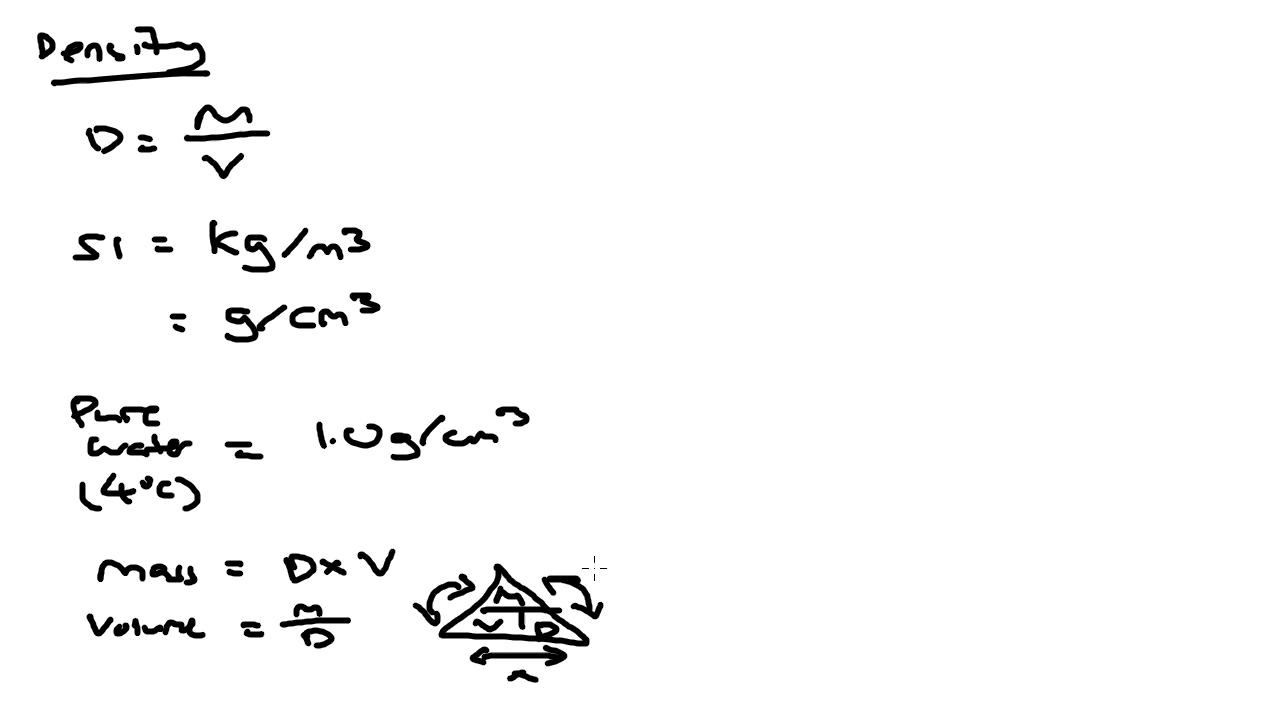 Density
D = M/V
SI = kg/m³
= g/cm³
Pure
water = 1.0g/cm³
(4°C)
mass = D x V
Volume = M/D
M
V D
x